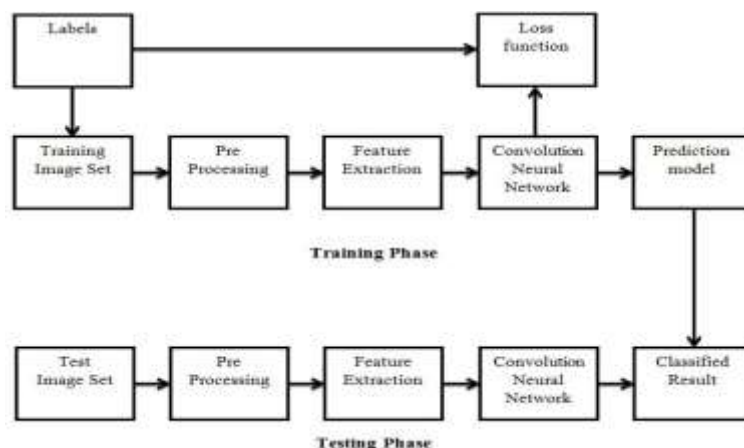 Labels
Loss
function
Training
Image Set
Pre
Processing
Feature
Extraction
Convolution
Neural
Network
Prediction
model
Training Phase
Test
Image Set
Pre
Processing
Feature
Extraction
Convolution
Neural
Network
Classified
Result
Testing Phase